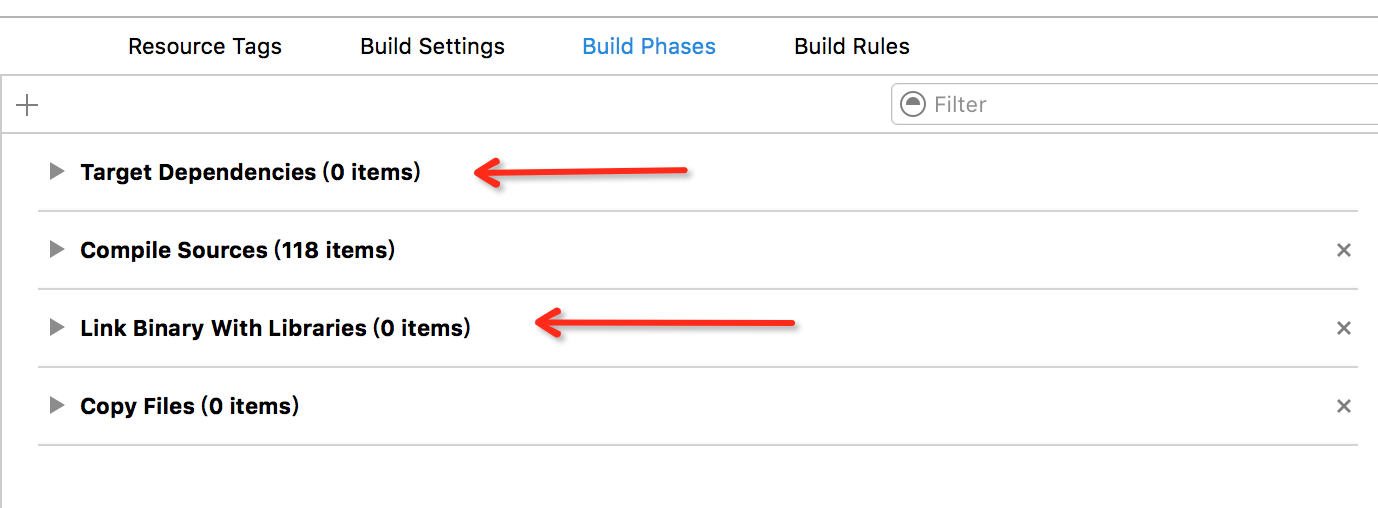 Resource Tags Build Settings Build Phases Build Rules
Filter
Target Dependencies (0 items)
Compile Sources (118 items)
Link Binary With Libraries (0 items)
Copy Files (0 items)